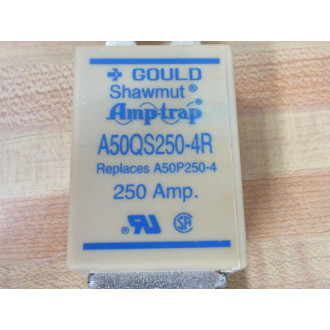 GOULD
Shawmut®
Amp-trap®
A50QS250-4R
Replaces A50P250-4
250 Amp.